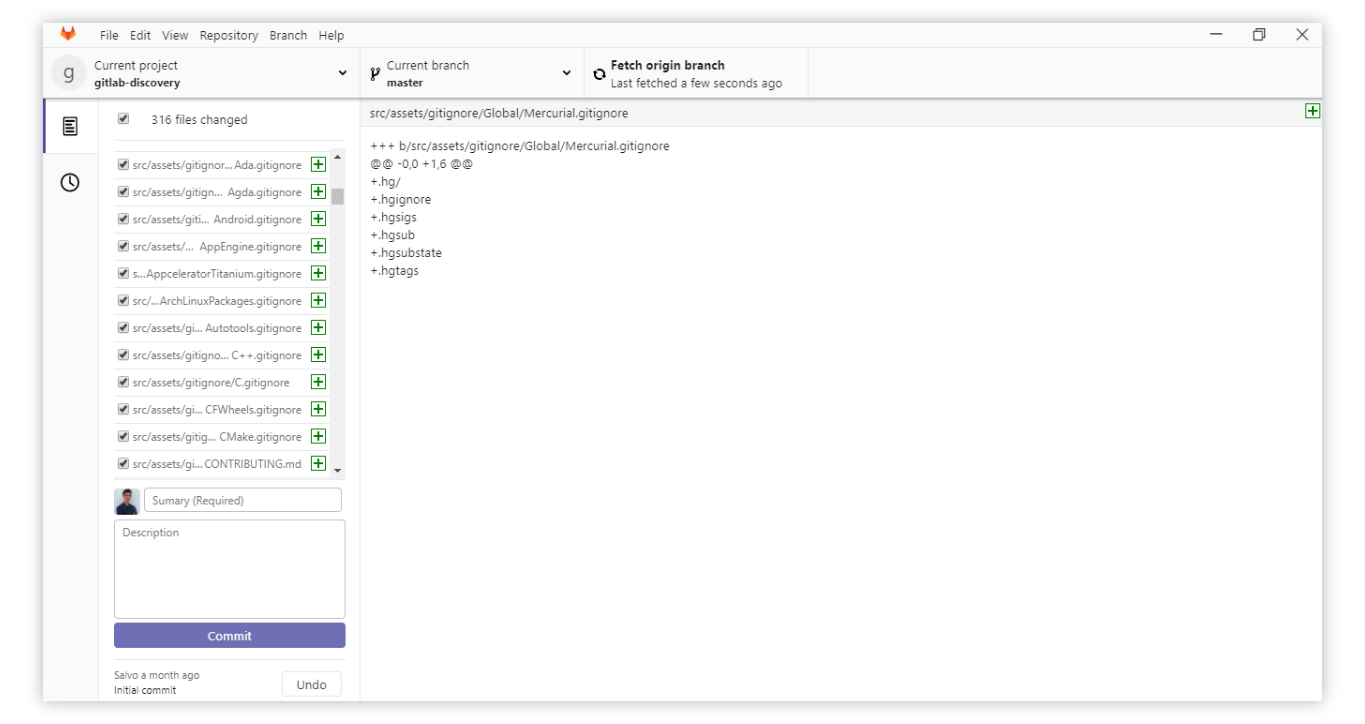 File Edit View Repository Branch Help
g
Current project
gitlab-discovery
Current branch
master
Fetch origin branch
Last fetched a few seconds ago
316 files changed
src/assets/gitignor... Ada.gitignore
src/assets/gitign... Agda.gitignore
src/assets/giti... Android.gitignore
src/assets/... AppEngine.gitignore
s...AppceleratorTitanium.gitignore
src/...ArchLinuxPackages.gitignore
src/assets/gi... Autotools.gitignore
src/assets/gitigno... C++.gitignore
src/assets/gitignore/C.gitignore
src/assets/gi... CFWheels.gitignore
src/assets/gitig... CMake.gitignore
src/assets/gi... CONTRIBUTING.md
Sumary (Required)
Description
Commit
Salvo a month ago
Initial commit
Undo
src/assets/gitignore/Global/Mercurial.gitignore
+++ b/src/assets/gitignore/Global/Mercurial.gitignore
@@ -0,0 +1,6 @@
+.hg/
+.hgignore
+.hgsigs
+.hgsub
+.hgsubstate
+.hgtags